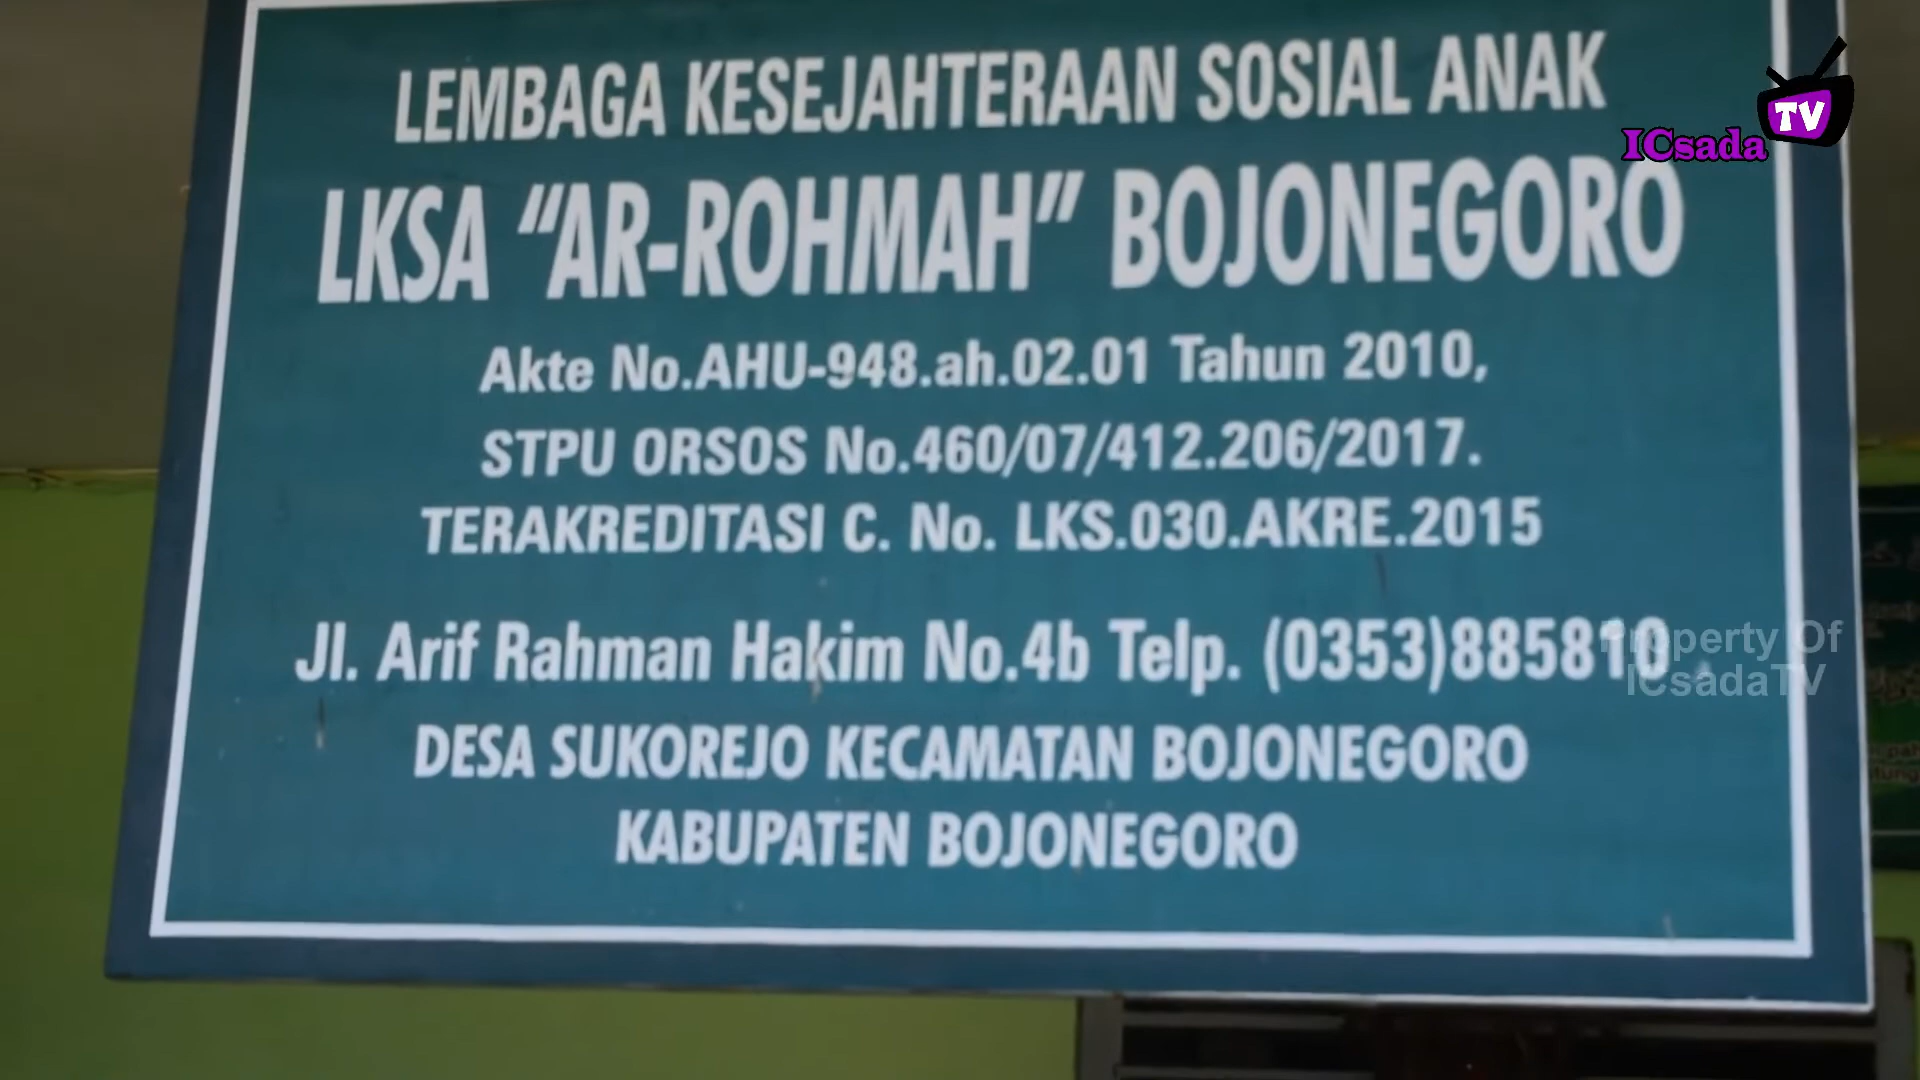 LEMBAGA KESEJAHTERAAN SOSIAL ANAK
LKSA “AR-ROHMAH” BOJONEGORO
Akte No.AHU-948.ah.02.01 Tahun 2010,
STPU ORSOS No.460/07/412.206/2017.
TERAKREDITASI C. No. LKS.030.AKRE.2015
Jl. Arif Rahman Hakim No.4b Telp. (0353)885810
DESA SUKOREJO KECAMATAN BOJONEGORO
KABUPATEN BOJONEGORO
ICsada TV
Property Of
ICsadaTV